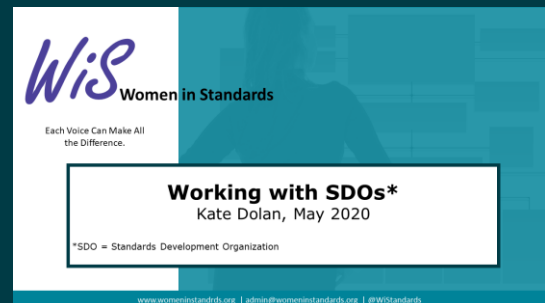 WiS Women in Standards
Each Voice Can Make All
the Difference.
Working with SDOs*
Kate Dolan, May 2020
*SDO = Standards Development Organization
www.womeninstandrds.org | admin@womeninstandards.org | @WiStandards